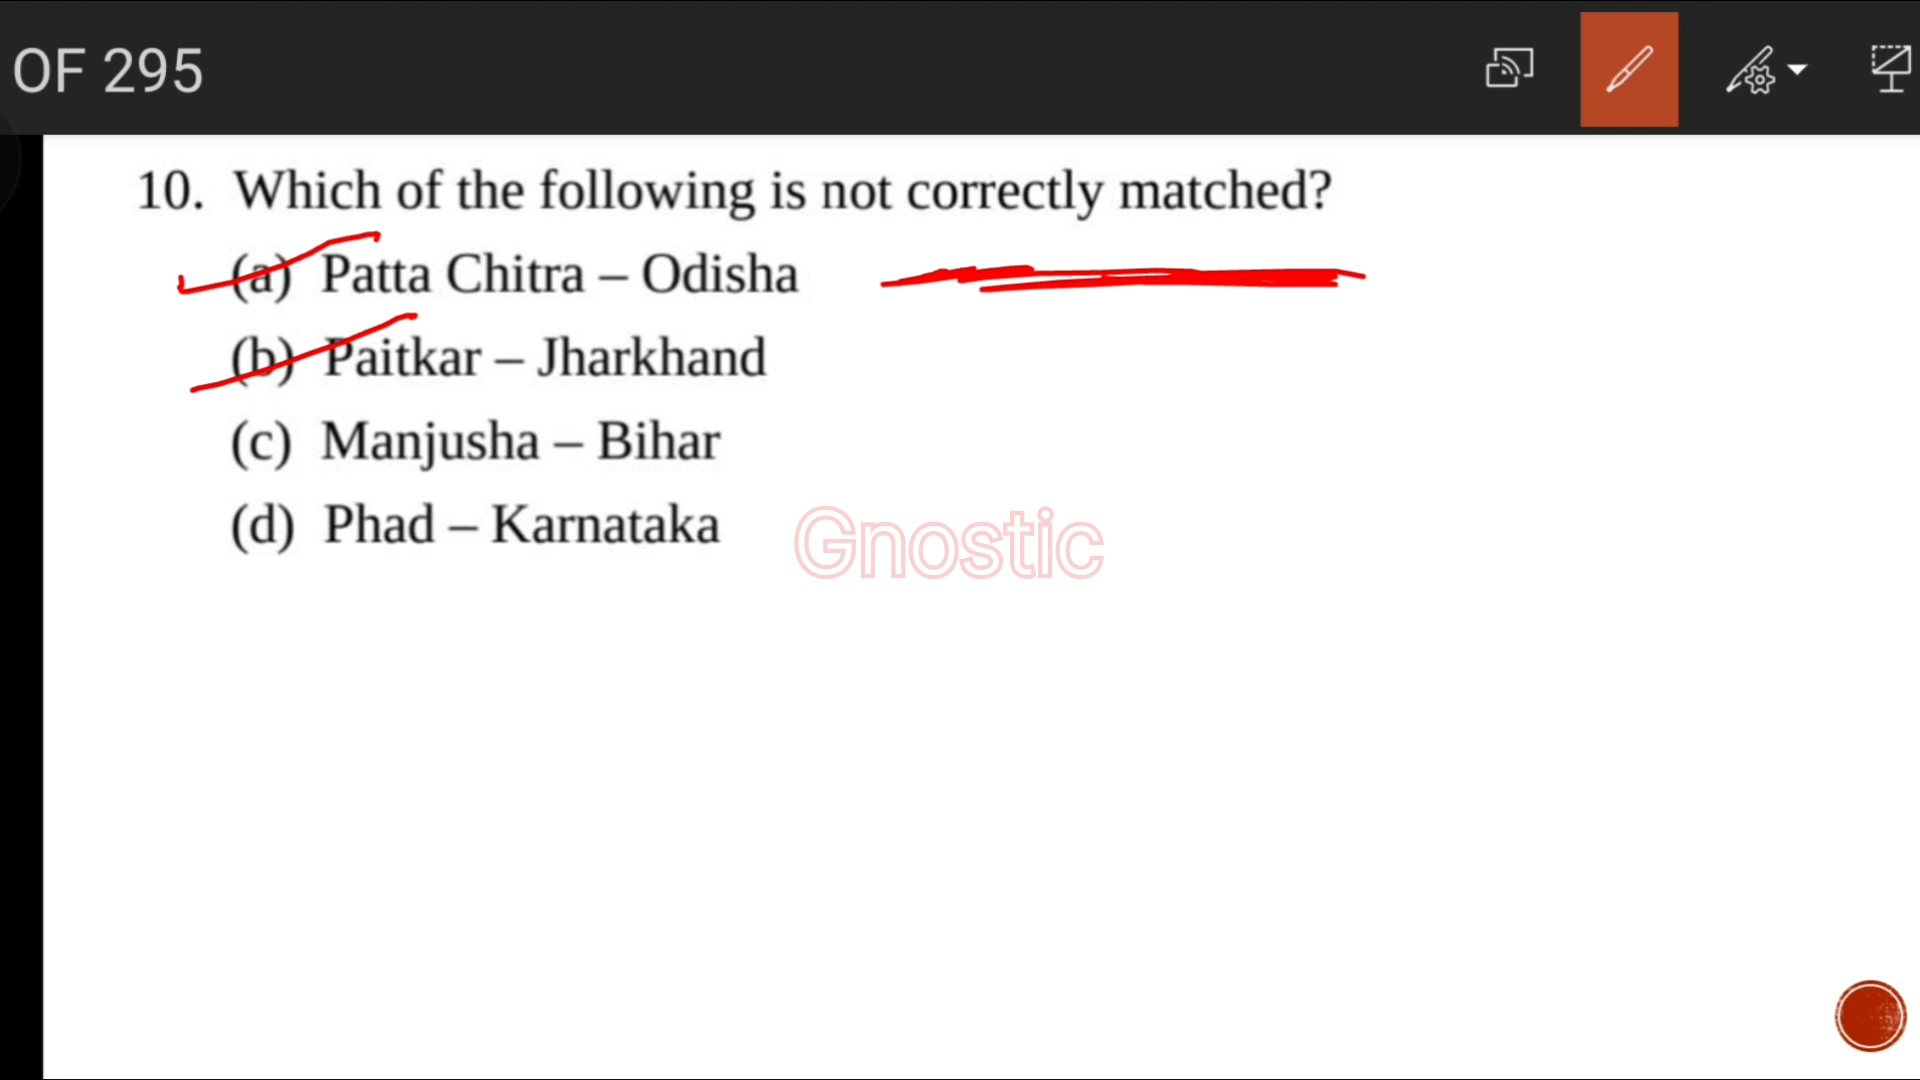 OF 295
10. Which of the following is not correctly matched?
(a) Patta Chitra – Odisha
(b) Paitkar – Jharkhand
(c) Manjusha – Bihar
(d) Phad – Karnataka
Gnostic